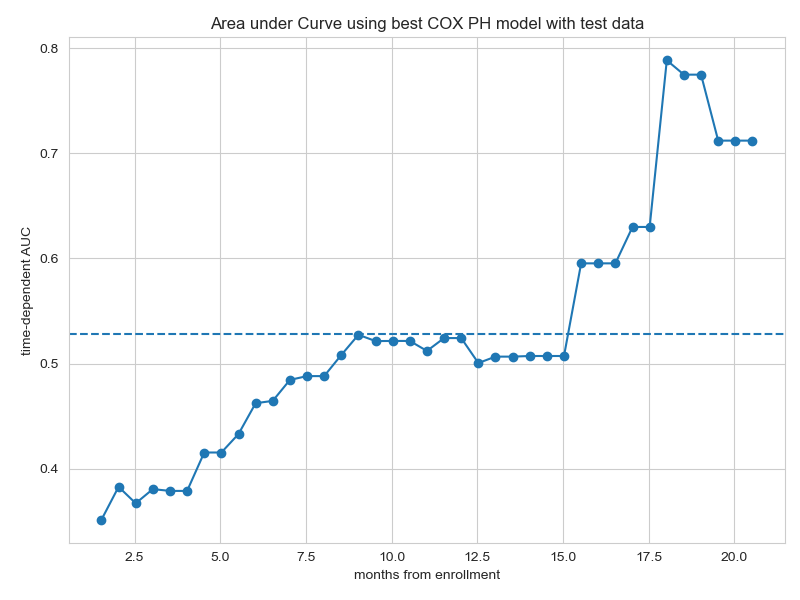 Area under Curve using best COX PH model with test data
0.8
0.7
0.6
0.5
0.4
time-dependent AUC
2.5 5.0 7.5 10.0 12.5 15.0 17.5 20.0
months from enrollment